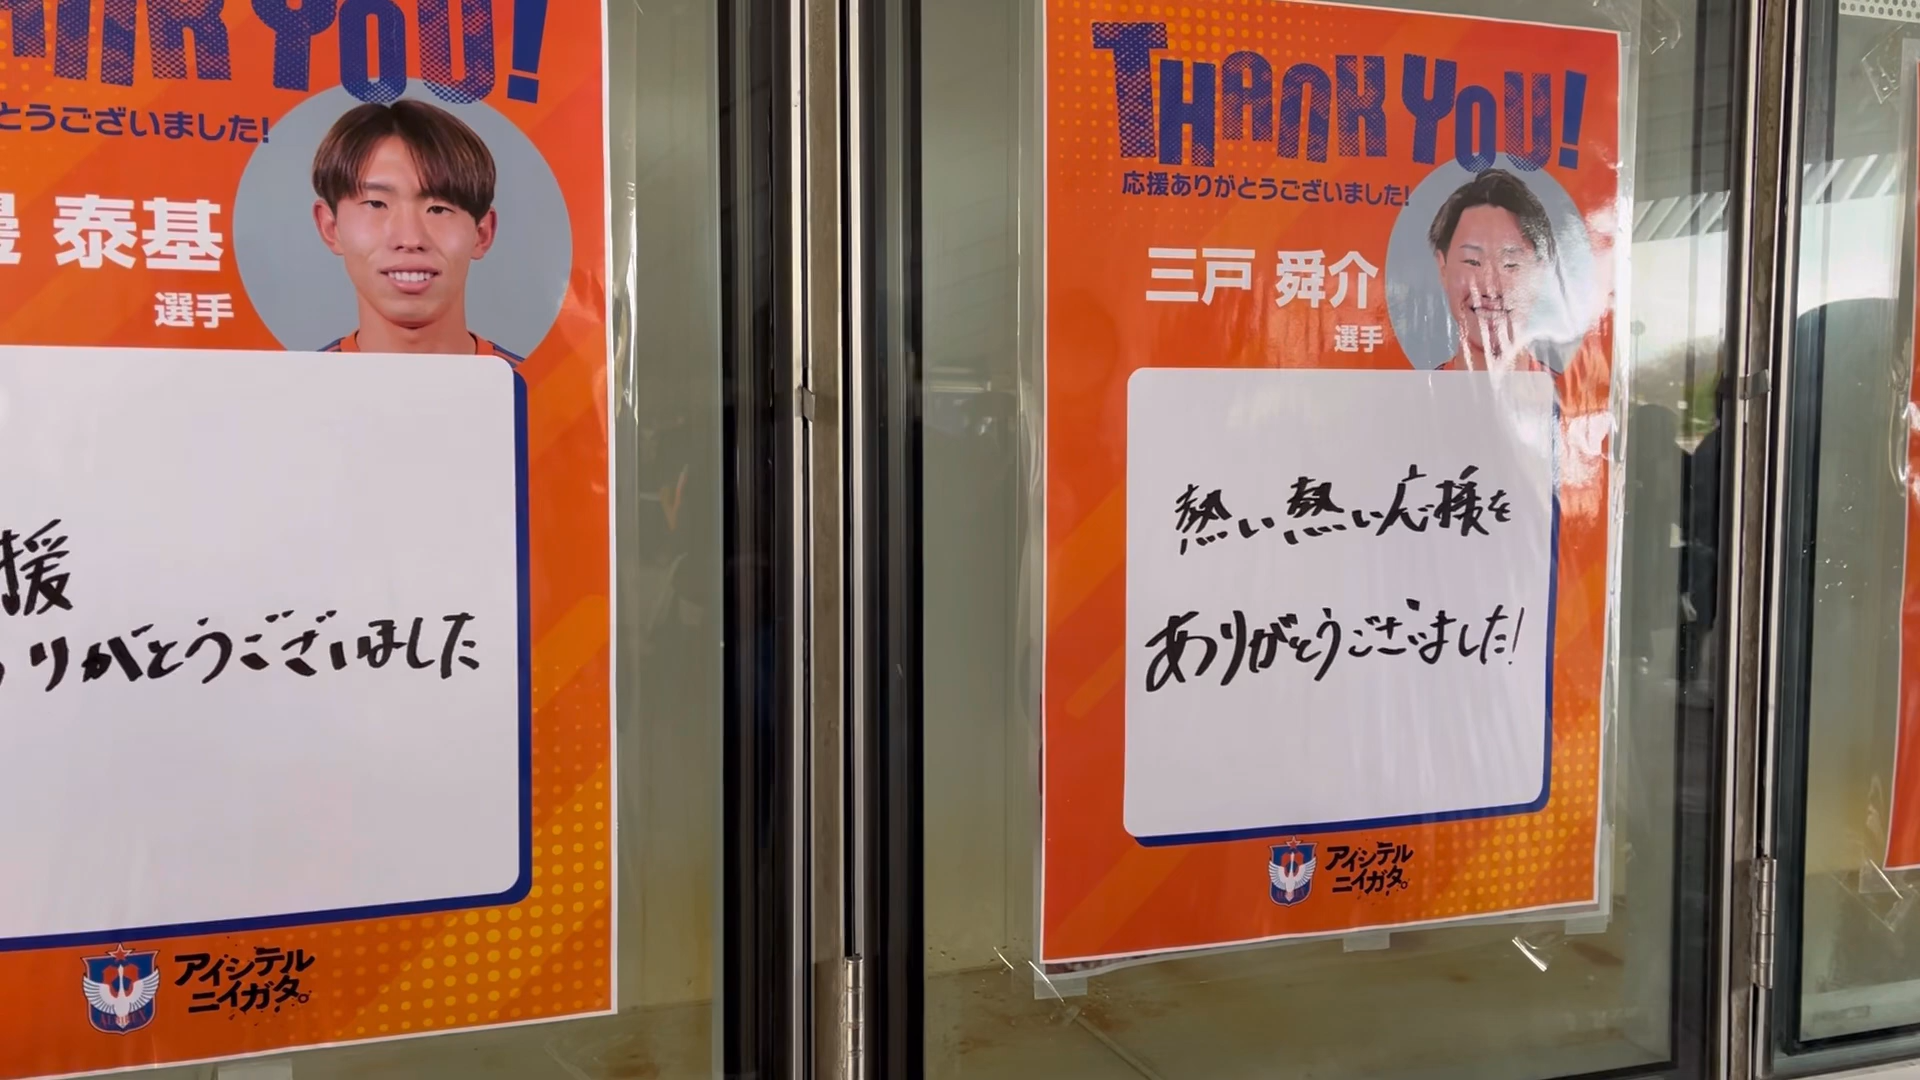 THANK YOU!
とうございました!
泰基
選手
援
りがとうございました
ALBIREX
アイシテル
ニイガタ。
THANK YOU!
応援ありがとうございました!
三戸 舜介
選手
熱い熱い応援を
ありがとうございました!
アイシテル
ニイガタ。